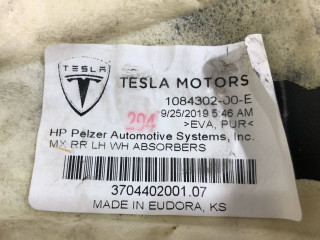 TESLA
TESLA MOTORS
1084302-00-E
9/25/2019 5:46 AM
>EVA, PUR<
294
HP Pelzer Automotive Systems, Inc.
MX RR LH WH ABSORBERS
3704402001.07
MADE IN EUDORA, KS